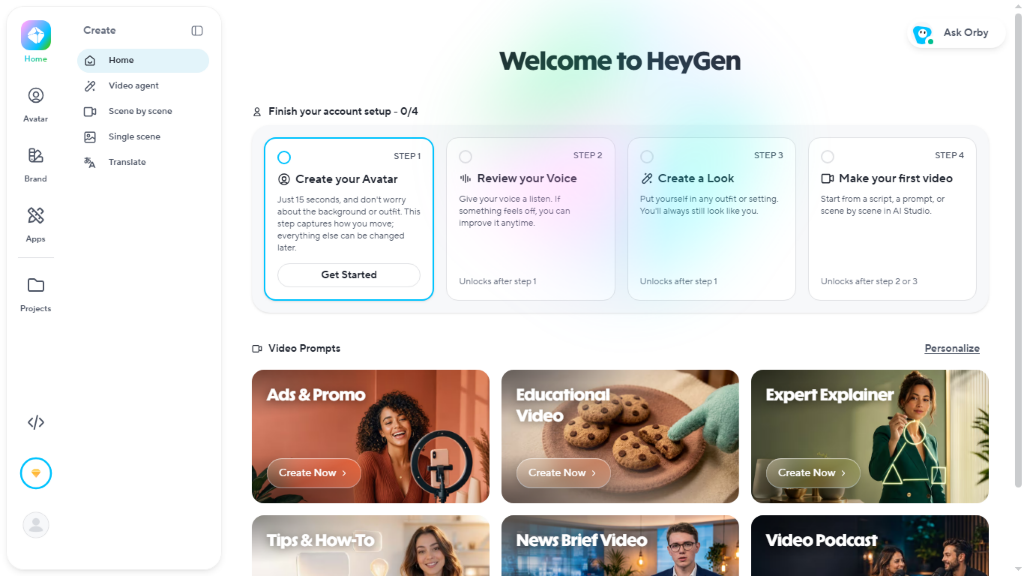 Home
Avatar
Brand
Apps
Projects
Create
Home
Video agent
Scene by scene
Single scene
Translate
Ask Orby
Welcome to HeyGen
Finish your account setup - 0/4
STEP 1
Create your Avatar
Just 15 seconds, and don't worry
about the background or outfit. This
step captures how you move;
everything else can be changed
later.
Get Started
STEP 2
Review your Voice
Give your voice a listen. If
something feels off, you can
improve it anytime.
Unlocks after step 1
STEP 3
Create a Look
Put yourself in any outfit or setting.
You'll always still look like you.
Unlocks after step 1
STEP 4
Make your first video
Start from a script, a prompt, or
scene by scene in AI Studio.
Unlocks after step 2 or 3
Video Prompts
Personalize
Ads & Promo
Create Now
Educational
Video
Create Now
Expert Explainer
Create Now
Tips & How-To
News Brief Video
Video Podcast